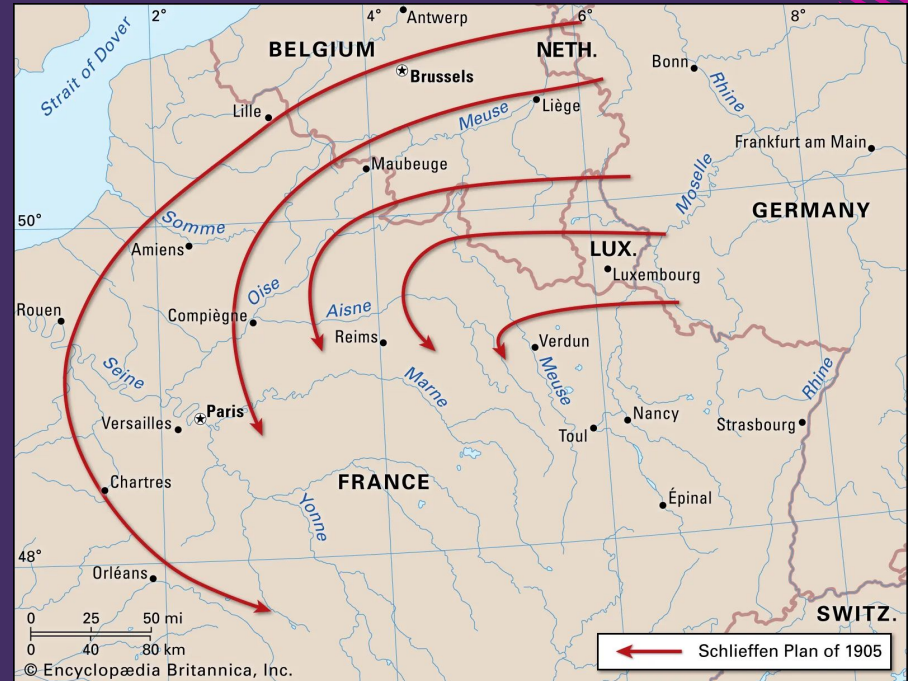 2°
4°
6°
8°
Antwerp
Strait of Dover
BELGIUM
NETH.
Brussels
Bonn
Rhine
Lille
Meuse
Liège
Frankfurt am Main
Maubeuge
Moselle
50°
Somme
GERMANY
Amiens
LUX.
Luxembourg
Oise
Rouen
Compiègne
Aisne
Reims
Verdun
Seine
Marne
Meuse
Rhine
Paris
Versailles
Nancy
Toul
Strasbourg
Chartres
FRANCE
Épinal
Yonne
48°
Orléans
0 25 50 mi
0 40 80 km
SWITZ.
Schlieffen Plan of 1905
© Encyclopædia Britannica, Inc.